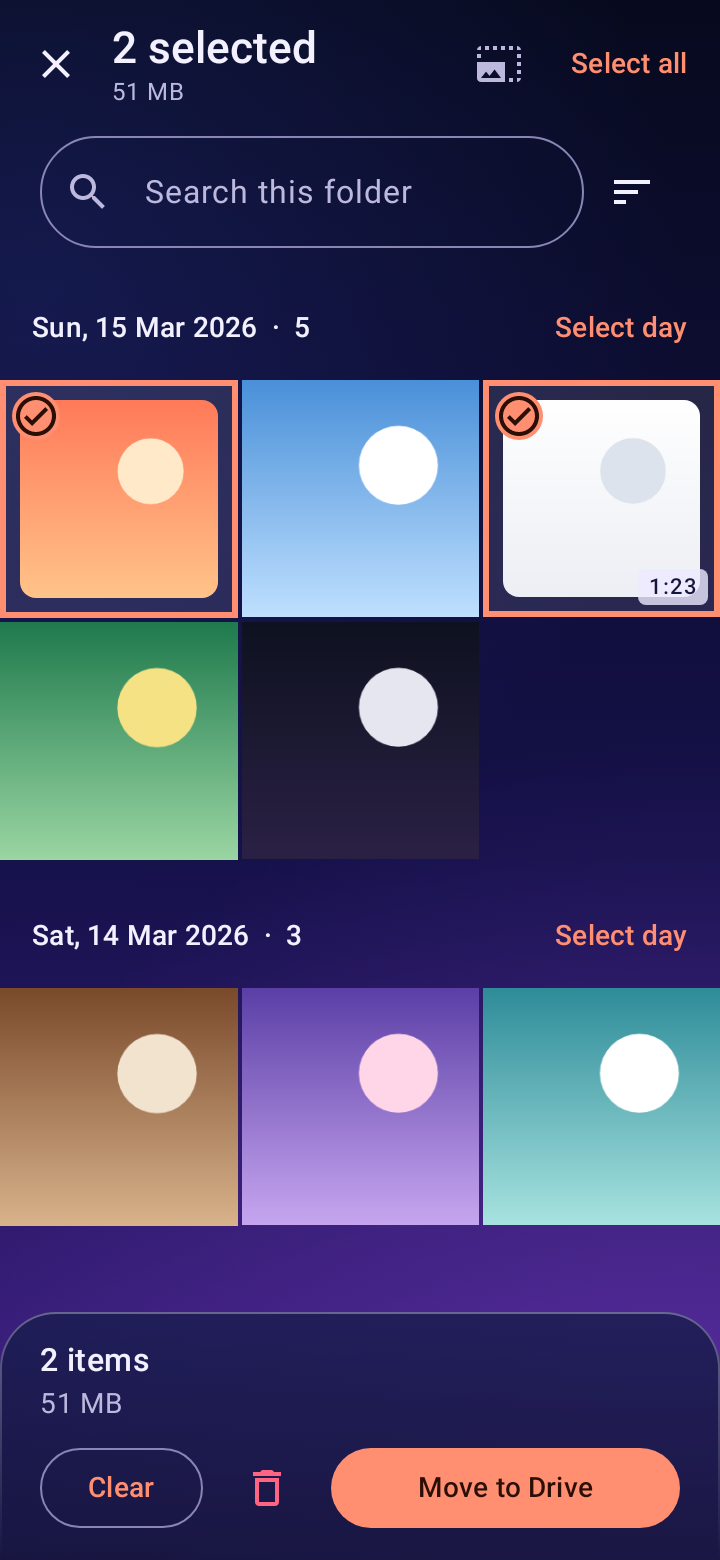 2 selected
51 MB
Select all
Search this folder
Sun, 15 Mar 2026 · 5
Select day
1:23
Sat, 14 Mar 2026 · 3
Select day
2 items
51 MB
Clear
Move to Drive